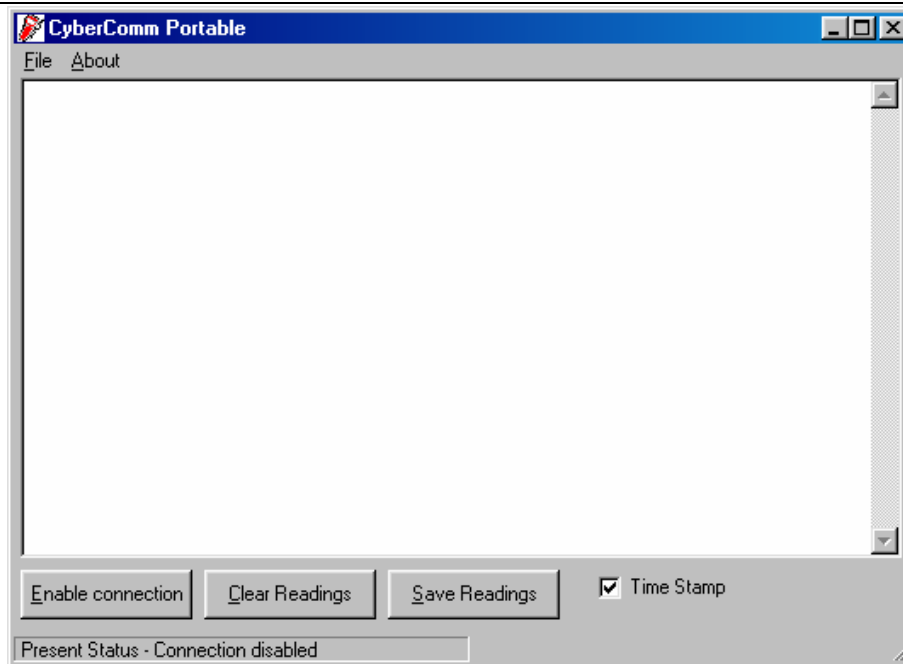 CyberComm Portable
File About
Enable connection Clear Readings Save Readings Time Stamp
Present Status - Connection disabled